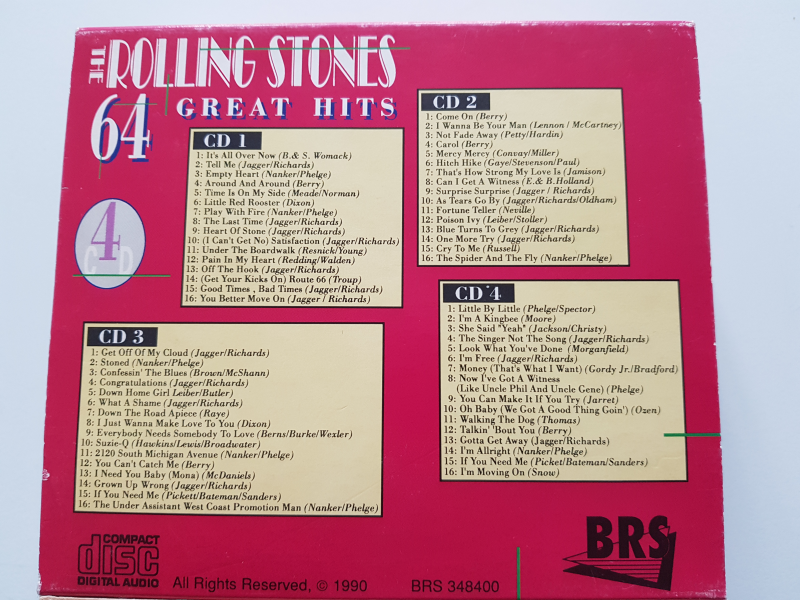 THE ROLLING STONES
64 GREAT HITS
4 CD
CD 1
1: It's All Over Now (B.& S. Womack)
2: Tell Me (Jagger/Richards)
3: Empty Heart (Nanker/Phelge)
4: Around And Around (Berry)
5: Time Is On My Side (Meade/Norman)
6: Little Red Rooster (Dixon)
7: Play With Fire (Nanker/Phelge)
8: The Last Time (Jagger/Richards)
9: Heart Of Stone (Jagger/Richards)
10: (I Can't Get No) Satisfaction (Jagger/Richards)
11: Under The Boardwalk (Resnick/Young)
12: Pain In My Heart (Redding/Walden)
13: Off The Hook (Jagger/Richards)
14: (Get Your Kicks On) Route 66 (Troup)
15: Good Times , Bad Times (Jagger/Richards)
16: You Better Move On (Jagger / Richards)
CD 2
1: Come On (Berry)
2: I Wanna Be Your Man (Lennon / McCartney)
3: Not Fade Away (Petty/Hardin)
4: Carol (Berry)
5: Mercy Mercy (Convay/Miller)
6: Hitch Hike (Gaye/Stevenson/Paul)
7: That's How Strong My Love Is (Jamison)
8: Can I Get A Witness (E.& B.Holland)
9: Surprise Surprise (Jagger / Richards)
10: As Tears Go By (Jagger/Richards/Oldham)
11: Fortune Teller (Neville)
12: Poison Ivy (Leiber/Stoller)
13: Blue Turns To Grey (Jagger/Richards)
14: One More Try (Jagger/Richards)
15: Cry To Me (Russell)
16: The Spider And The Fly (Nanker/Phelge)
CD 3
1: Get Off Of My Cloud (Jagger/Richards)
2: Stoned (Nanker/Phelge)
3: Confessin' The Blues (Brown/McShann)
4: Congratulations (Jagger/Richards)
5: Down Home Girl Leiber/Butler)
6: What A Shame (Jagger/Richards)
7: Down The Road Apiece (Raye)
8: I Just Wanna Make Love To You (Dixon)
9: Everybody Needs Somebody To Love (Berns/Burke/Wexler)
10: Suzie-Q (Hawkins/Lewis/Broadwater)
11: 2120 South Michigan Avenue (Nanker/Phelge)
12: You Can't Catch Me (Berry)
13: I Need You Baby (Mona) (McDaniels)
14: Grown Up Wrong (Jagger/Richards)
15: If You Need Me (Pickett/Bateman/Sanders)
16: The Under Assistant West Coast Promotion Man (Nanker/Phelge)
CD 4
1: Little By Little (Phelge/Spector)
2: I'm A Kingbee (Moore)
3: She Said "Yeah" (Jackson/Christy)
4: The Singer Not The Song (Jagger/Richards)
5: Look What You've Done (Morganfield)
6: I'm Free (Jagger/Richards)
7: Money (That's What I Want) (Gordy Jr./Bradford)
8: Now I've Got A Witness
(Like Uncle Phil And Uncle Gene) (Phelge)
9: You Can Make It If You Try (Jarret)
10: Oh Baby (We Got A Good Thing Goin') (Ozen)
11: Walking The Dog (Thomas)
12: Talkin' 'Bout You (Berry)
13: Gotta Get Away (Jagger/Richards)
14: I'm Alright (Nanker/Phelge)
15: If You Need Me (Picket/Bateman/Sanders)
16: I'm Moving On (Snow)
COMPACT
disc
DIGITAL AUDIO
All Rights Reserved, © 1990
BRS 348400
BRS